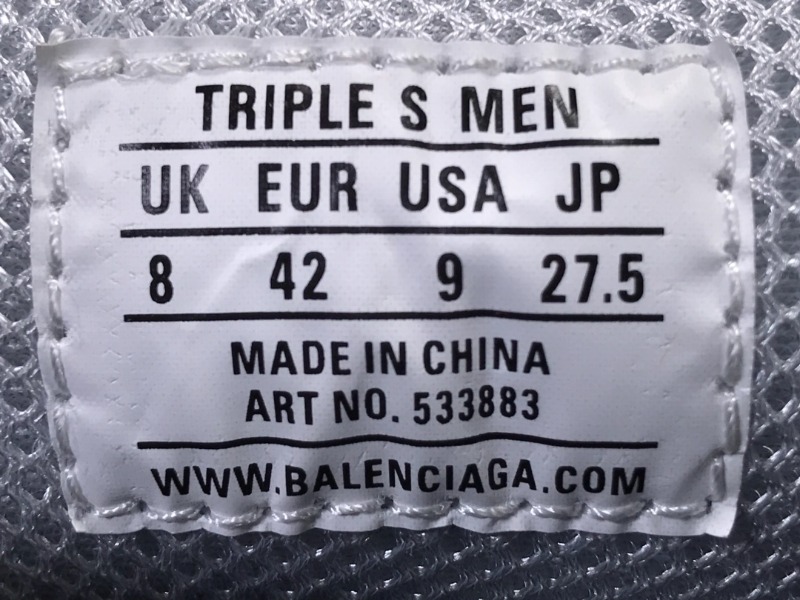 TRIPLE S MEN
UK EUR USA JP
8 42 9 27.5
MADE IN CHINA
ART NO. 533883
WWW.BALENCIAGA.COM